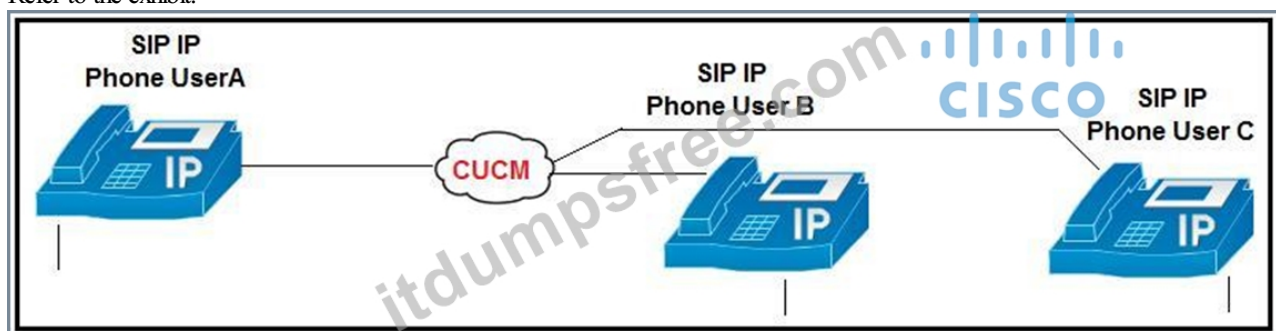 Refer to the exhibit.
SIP IP
Phone UserA
SIP IP
Phone User B
SIP IP
Phone User C
CISCO
IP
CUCM
IP
IP
itdumpsfree.com